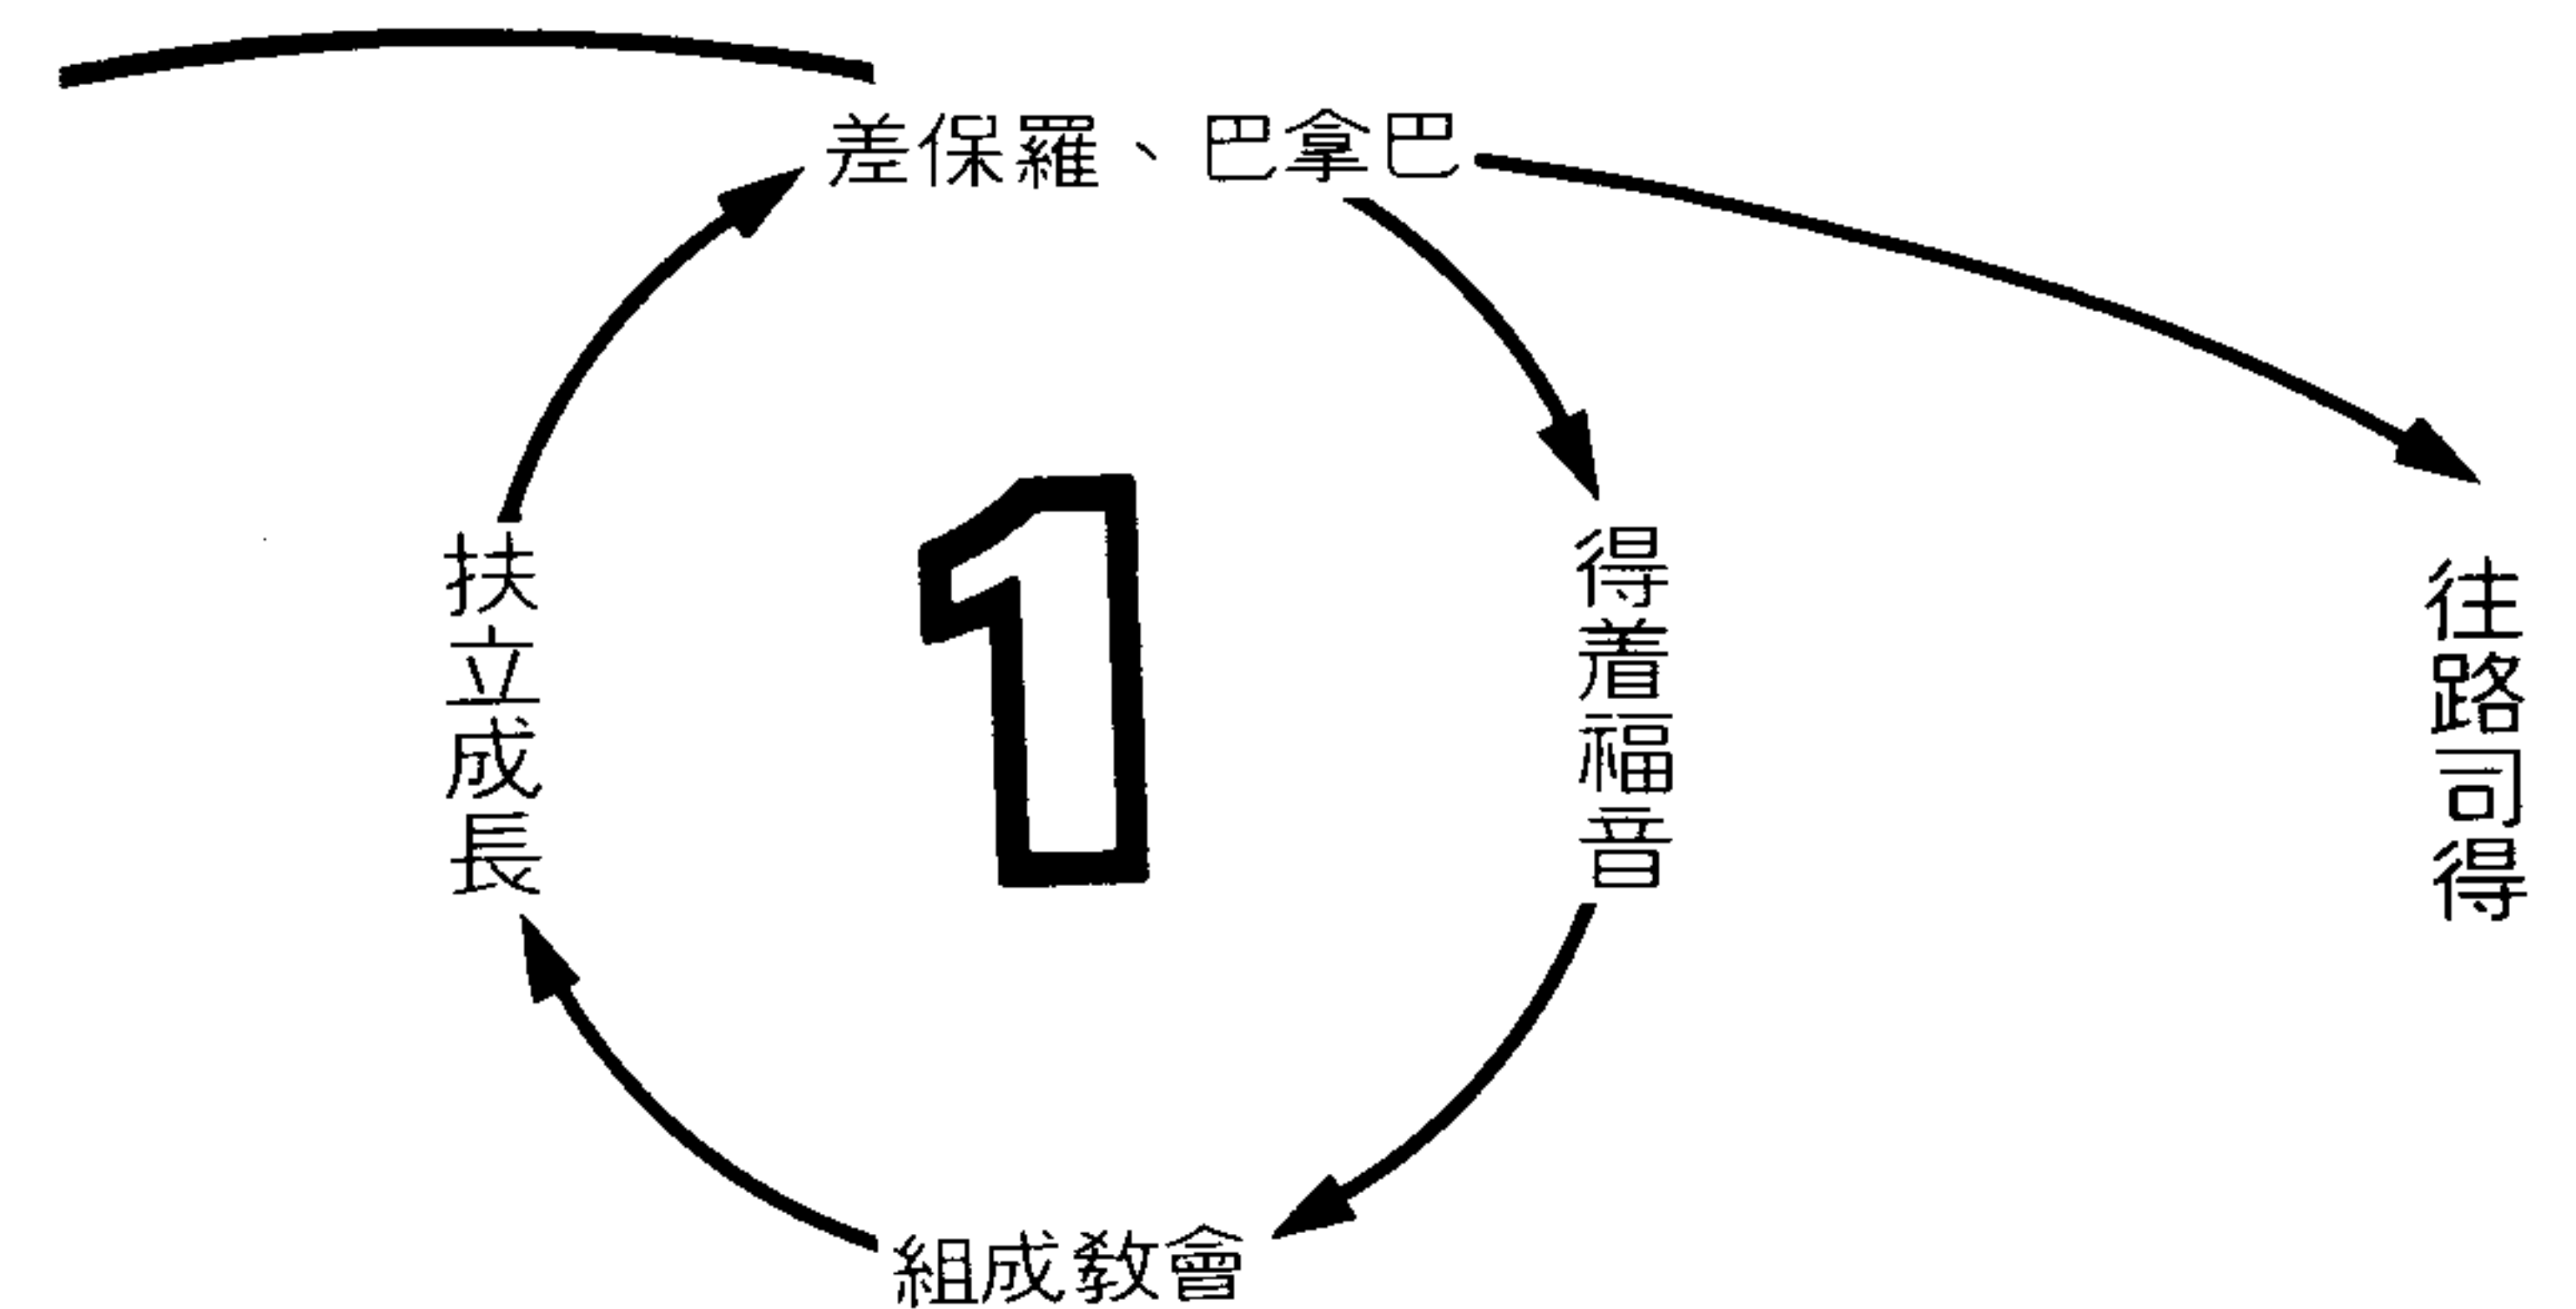 差保羅、巴拿巴
得着福音
組成教會
扶立成長
1
往路司得